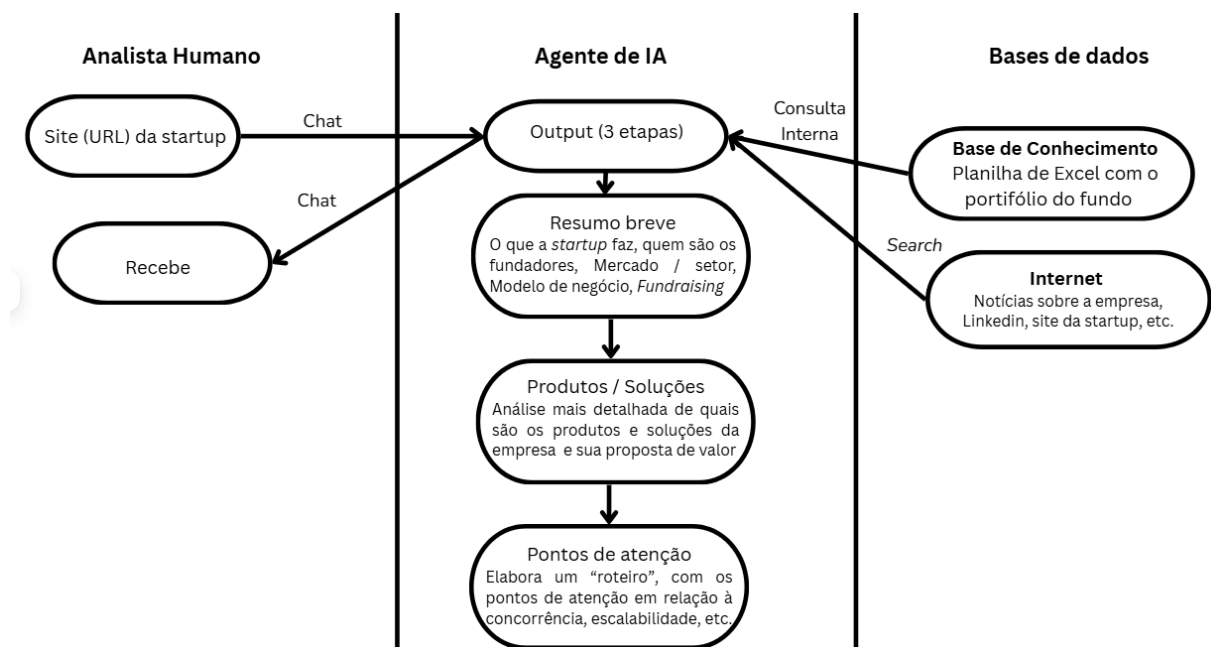 Analista Humano
Agente de IA
Bases de dados
Site (URL) da startup
Chat
Chat
Recebe
Output (3 etapas)
Resumo breve
O que a startup faz, quem são os
fundadores, Mercado / setor,
Modelo de negócio, Fundraising
Produtos / Soluções
Análise mais detalhada de quais
são os produtos e soluções da
empresa e sua proposta de valor
Pontos de atenção
Elabora um “roteiro”, com os
pontos de atenção em relação à
concorrência, escalabilidade, etc.
Consulta
Interna
Search
Base de Conhecimento
Planilha de Excel com o
portifólio do fundo
Internet
Notícias sobre a empresa,
Linkedin, site da startup, etc.